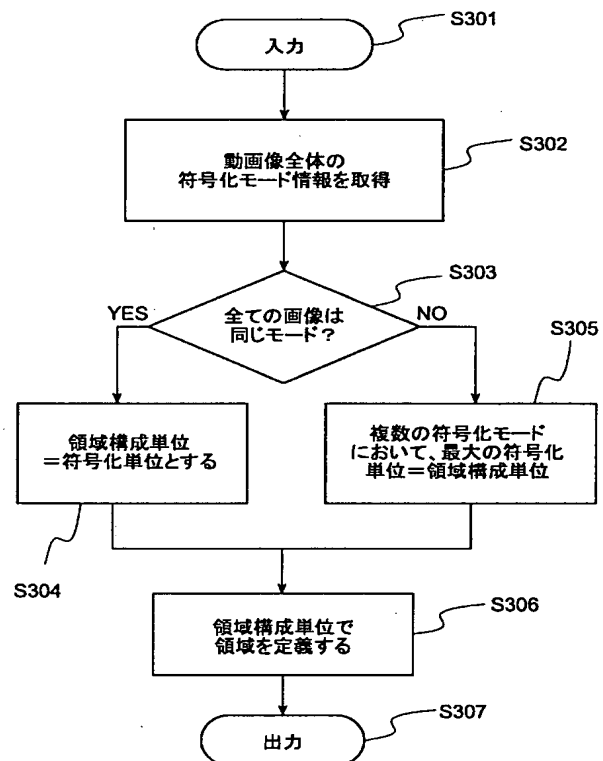 S301
入力
S302
動画像全体の
符号化モード情報を取得
S303
全ての画像は
同じモード？
YES
NO
S305
領域構成単位
＝符号化単位とする
複数の符号化モード
において、最大の符号化
単位＝領域構成単位
S304
S306
領域構成単位で
領域を定義する
S307
出力